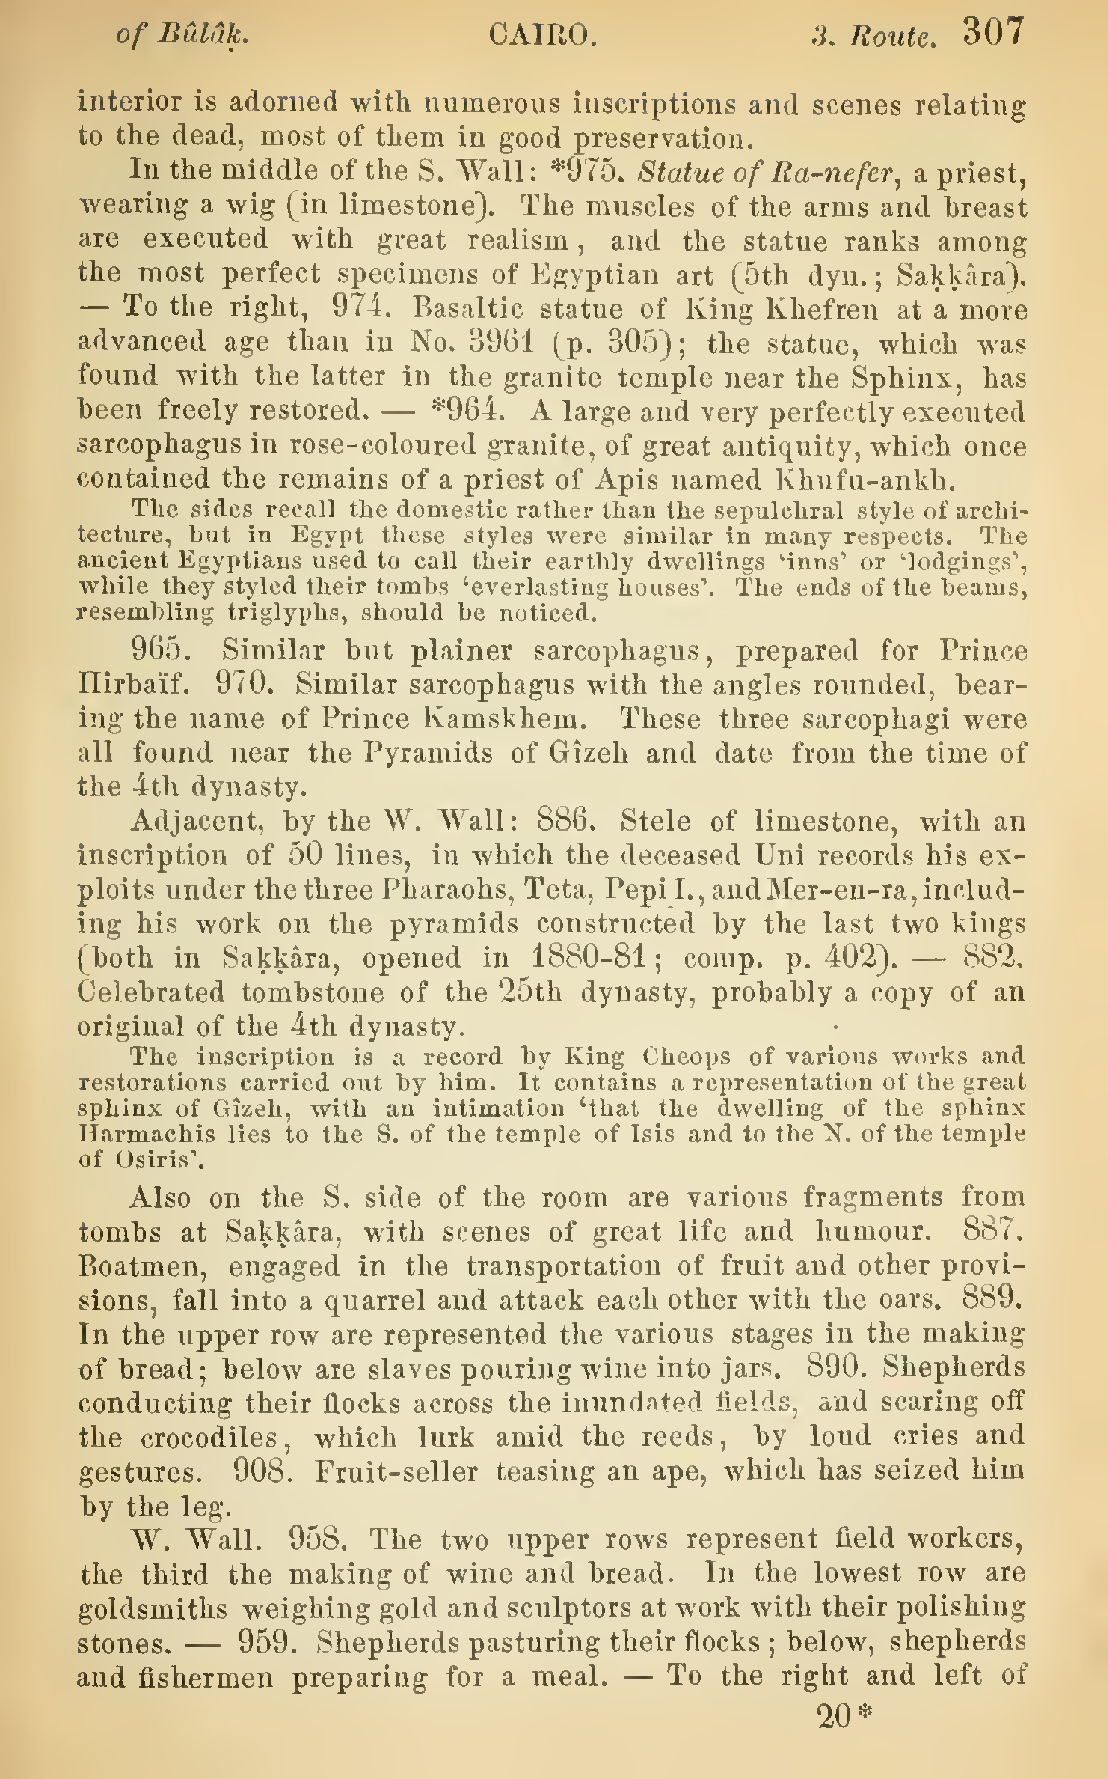 of Bûlâḳ. CAIRO. 3. Route. 307
interior is adorned with numerous inscriptions and scenes relating
to the dead, most of them in good preservation.
In the middle of the S. Wall: *975. Statue of Ra-nefer, a priest,
wearing a wig (in limestone). The muscles of the arms and breast
are executed with great realism, and the statue ranks among
the most perfect specimens of Egyptian art (5th dyn.; Saḳḳâra).
— To the right, 974. Basaltic statue of King Khefren at a more
advanced age than in No. 3961 (p. 305); the statue, which was
found with the latter in the granite temple near the Sphinx, has
been freely restored. — *964. A large and very perfectly executed
sarcophagus in rose-coloured granite, of great antiquity, which once
contained the remains of a priest of Apis named Khufu-ankh.
The sides recall the domestic rather than the sepulchral style of archi-
tecture, but in Egypt these styles were similar in many respects. The
ancient Egyptians used to call their earthly dwellings ‘inns’ or ‘lodgings’,
while they styled their tombs ‘everlasting houses’. The ends of the beams,
resembling triglyphs, should be noticed.
965. Similar but plainer sarcophagus, prepared for Prince
Hirbaïf. 970. Similar sarcophagus with the angles rounded, bear-
ing the name of Prince Kamskhem. These three sarcophagi were
all found near the Pyramids of Gîzeh and date from the time of
the 4th dynasty.
Adjacent, by the W. Wall: 886. Stele of limestone, with an
inscription of 50 lines, in which the deceased Uni records his ex-
ploits under the three Pharaohs, Teta, Pepi I., and Mer-en-ra, includ-
ing his work on the pyramids constructed by the last two kings
(both in Saḳḳâra, opened in 1880-81; comp. p. 402). — 882.
Celebrated tombstone of the 25th dynasty, probably a copy of an
original of the 4th dynasty.
The inscription is a record by King Cheops of various works and
restorations carried out by him. It contains a representation of the great
sphinx of Gîzeh, with an intimation ‘that the dwelling of the sphinx
Harmachis lies to the S. of the temple of Isis and to the N. of the temple
of Osiris’.
Also on the S. side of the room are various fragments from
tombs at Saḳḳâra, with scenes of great life and humour. 887.
Boatmen, engaged in the transportation of fruit and other provi-
sions, fall into a quarrel and attack each other with the oars. 889.
In the upper row are represented the various stages in the making
of bread; below are slaves pouring wine into jars. 890. Shepherds
conducting their flocks across the inundated fields, and scaring off
the crocodiles, which lurk amid the reeds, by loud cries and
gestures. 908. Fruit-seller teasing an ape, which has seized him
by the leg.
W. Wall. 958. The two upper rows represent field workers,
the third the making of wine and bread. In the lowest row are
goldsmiths weighing gold and sculptors at work with their polishing
stones. — 959. Shepherds pasturing their flocks; below, shepherds
and fishermen preparing for a meal. — To the right and left of
20*